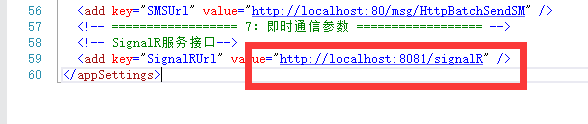 56 <add key="SMSUrl" value="http://localhost:80/msg/HttpBatchSendSM" />
57 <!-- ================== 7：即时通信参数 ================== -->
58 <!-- SignalR服务接口-->
59 <add key="SignalRUrl" value="http://localhost:8081/signalR" />
60 </appSettings>